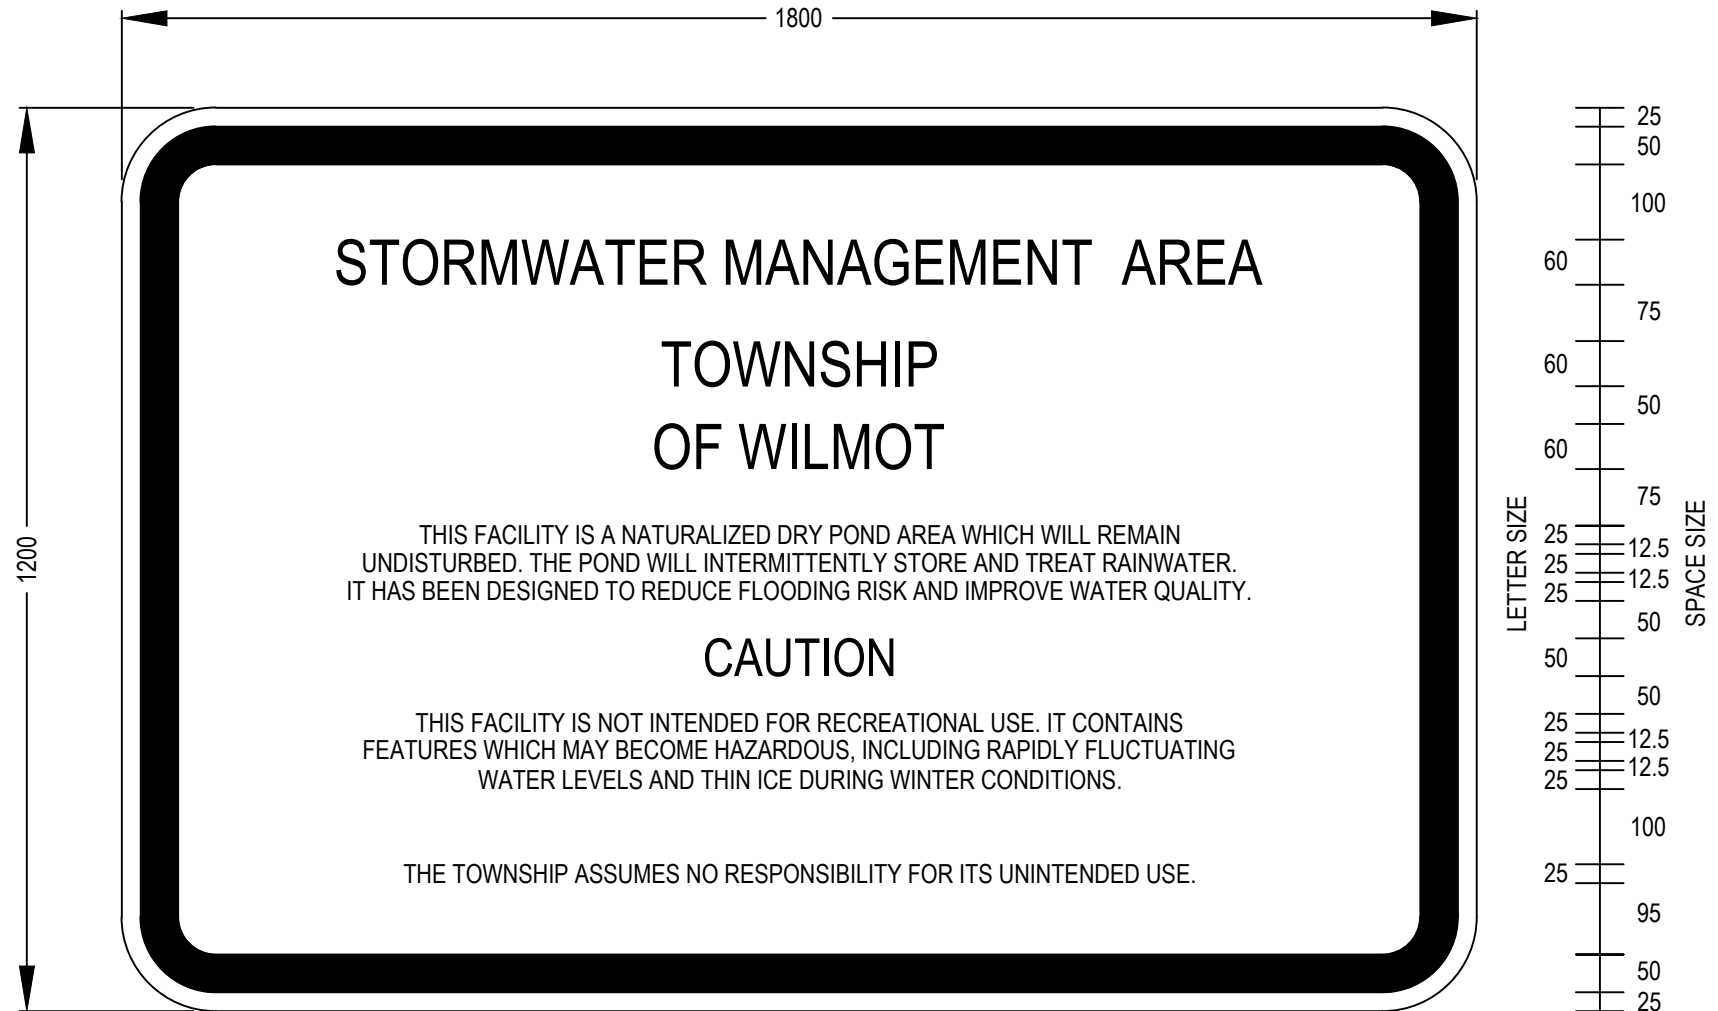 1800
1200
STORMWATER MANAGEMENT  AREA
TOWNSHIP
OF WILMOT
THIS FACILITY IS A NATURALIZED DRY POND AREA WHICH WILL REMAIN
UNDISTURBED. THE POND WILL INTERMITTENTLY STORE AND TREAT RAINWATER.
IT HAS BEEN DESIGNED TO REDUCE FLOODING RISK AND IMPROVE WATER QUALITY.
CAUTION
THIS FACILITY IS NOT INTENDED FOR RECREATIONAL USE. IT CONTAINS
FEATURES WHICH MAY BECOME HAZARDOUS, INCLUDING RAPIDLY FLUCTUATING
WATER LEVELS AND THIN ICE DURING WINTER CONDITIONS.
THE TOWNSHIP ASSUMES NO RESPONSIBILITY FOR ITS UNINTENDED USE.
LETTER SIZE
60
60
60
25
25
25
50
25
25
25
25
25
50
100
75
50
75
12.5
12.5
50
50
12.5
12.5
100
95
50
25
SPACE SIZE